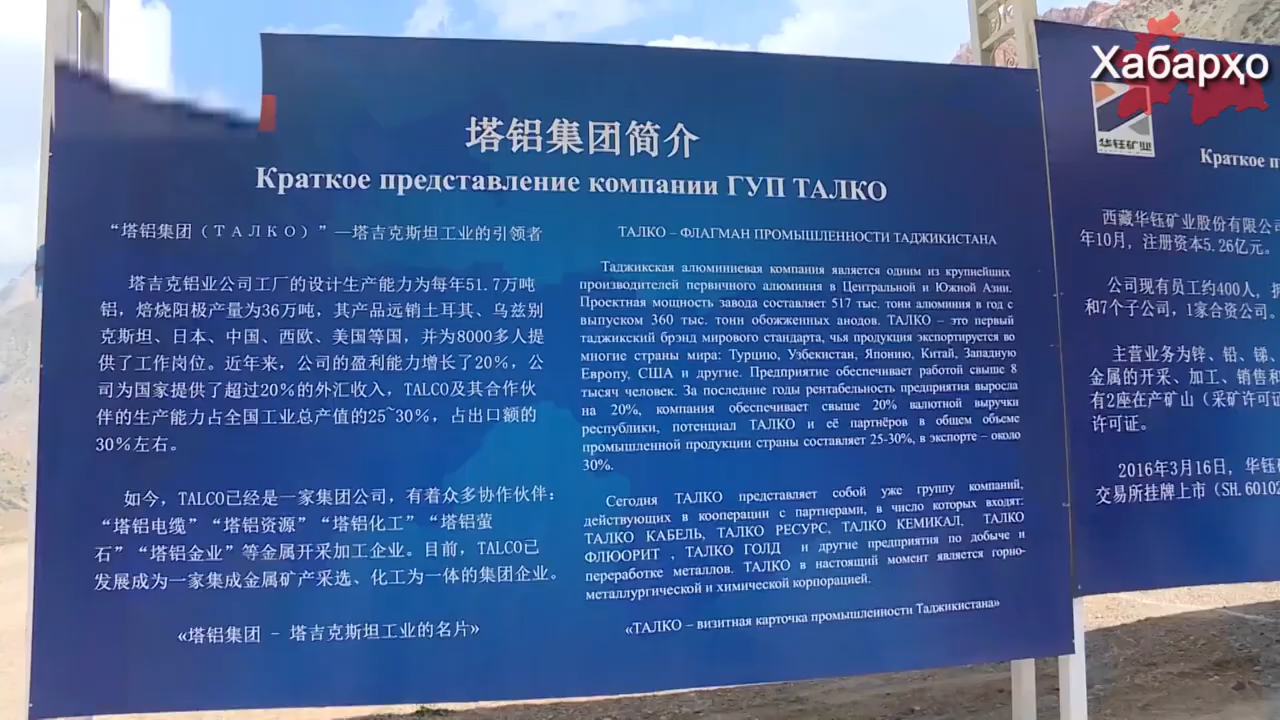 Хабарҳо
塔铝集团简介
Краткое представление компании ГУП ТАЛКО
“塔铝集团（ТАЛКО）”—塔吉克斯坦工业的引领者
塔吉克铝业公司工厂的设计生产能力为每年51.7万吨
铝，焙烧阳极产量为36万吨，其产品远销土耳其、乌兹别
克斯坦、日本、中国、西欧、美国等国，并为8000多人提
供了工作岗位。近年来，公司的盈利能力增长了20%，公
司为国家提供了超过20%的外汇收入，TALCO及其合作伙
伴的生产能力占全国工业总产值的25~30%，占出口额的
30%左右。
如今，TALCO已经是一家集团公司，有着众多协作伙伴：
“塔铝电缆”“塔铝资源”“塔铝化工”“塔铝萤
石”“塔铝金业”等金属开采加工企业。目前，TALCO已
发展成为一家集成金属矿产采选、化工为一体的集团企业。
«塔铝集团 - 塔吉克斯坦工业的名片»
ТАЛКО – ФЛАГМАН ПРОМЫШЛЕННОСТИ ТАДЖИКИСТАНА
Таджикская алюминиевая компания является одним из крупнейших
производителей первичного алюминия в Центральной и Южной Азии.
Проектная мощность завода составляет 517 тыс. тонн алюминия в год с
выпуском 360 тыс. тонн обожженных анодов. ТАЛКО – это первый
таджикский брэнд мирового стандарта, чья продукция экспортируется во
многие страны мира: Турцию, Узбекистан, Японию, Китай, Западную
Европу, США и другие. Предприятие обеспечивает работой свыше 8
тысяч человек. За последние годы рентабельность предприятия выросла
на 20%, компания обеспечивает свыше 20% валютной выручки
республики, потенциал ТАЛКО и её партнёров в общем объеме
промышленной продукции страны составляет 25-30%, в экспорте – около
30%.
Сегодня ТАЛКО представляет собой уже группу компаний,
действующих в кооперации с партнерами, в число которых входят:
ТАЛКО КАБЕЛЬ, ТАЛКО РЕСУРС, ТАЛКО КЕМИКАЛ, ТАЛКО
ФЛЮОРИТ , ТАЛКО ГОЛД и другие предприятия по добыче и
переработке металлов. ТАЛКО в настоящий момент является горно-
металлургической и химической корпорацией.
«ТАЛКО – визитная карточка промышленности Таджикистана»
华钰矿业
Краткое п
西藏华钰矿业股份有限公司
年10月，注册资本5.26亿元。
公司现有员工约400人，拥
和7个子公司，1家合资公司。
主营业务为锌、铅、锑、
金属的开采、加工、销售和
有2座在产矿山（采矿许可证
许可证。
2016年3月16日，华钰矿
交易所挂牌上市（SH.60102